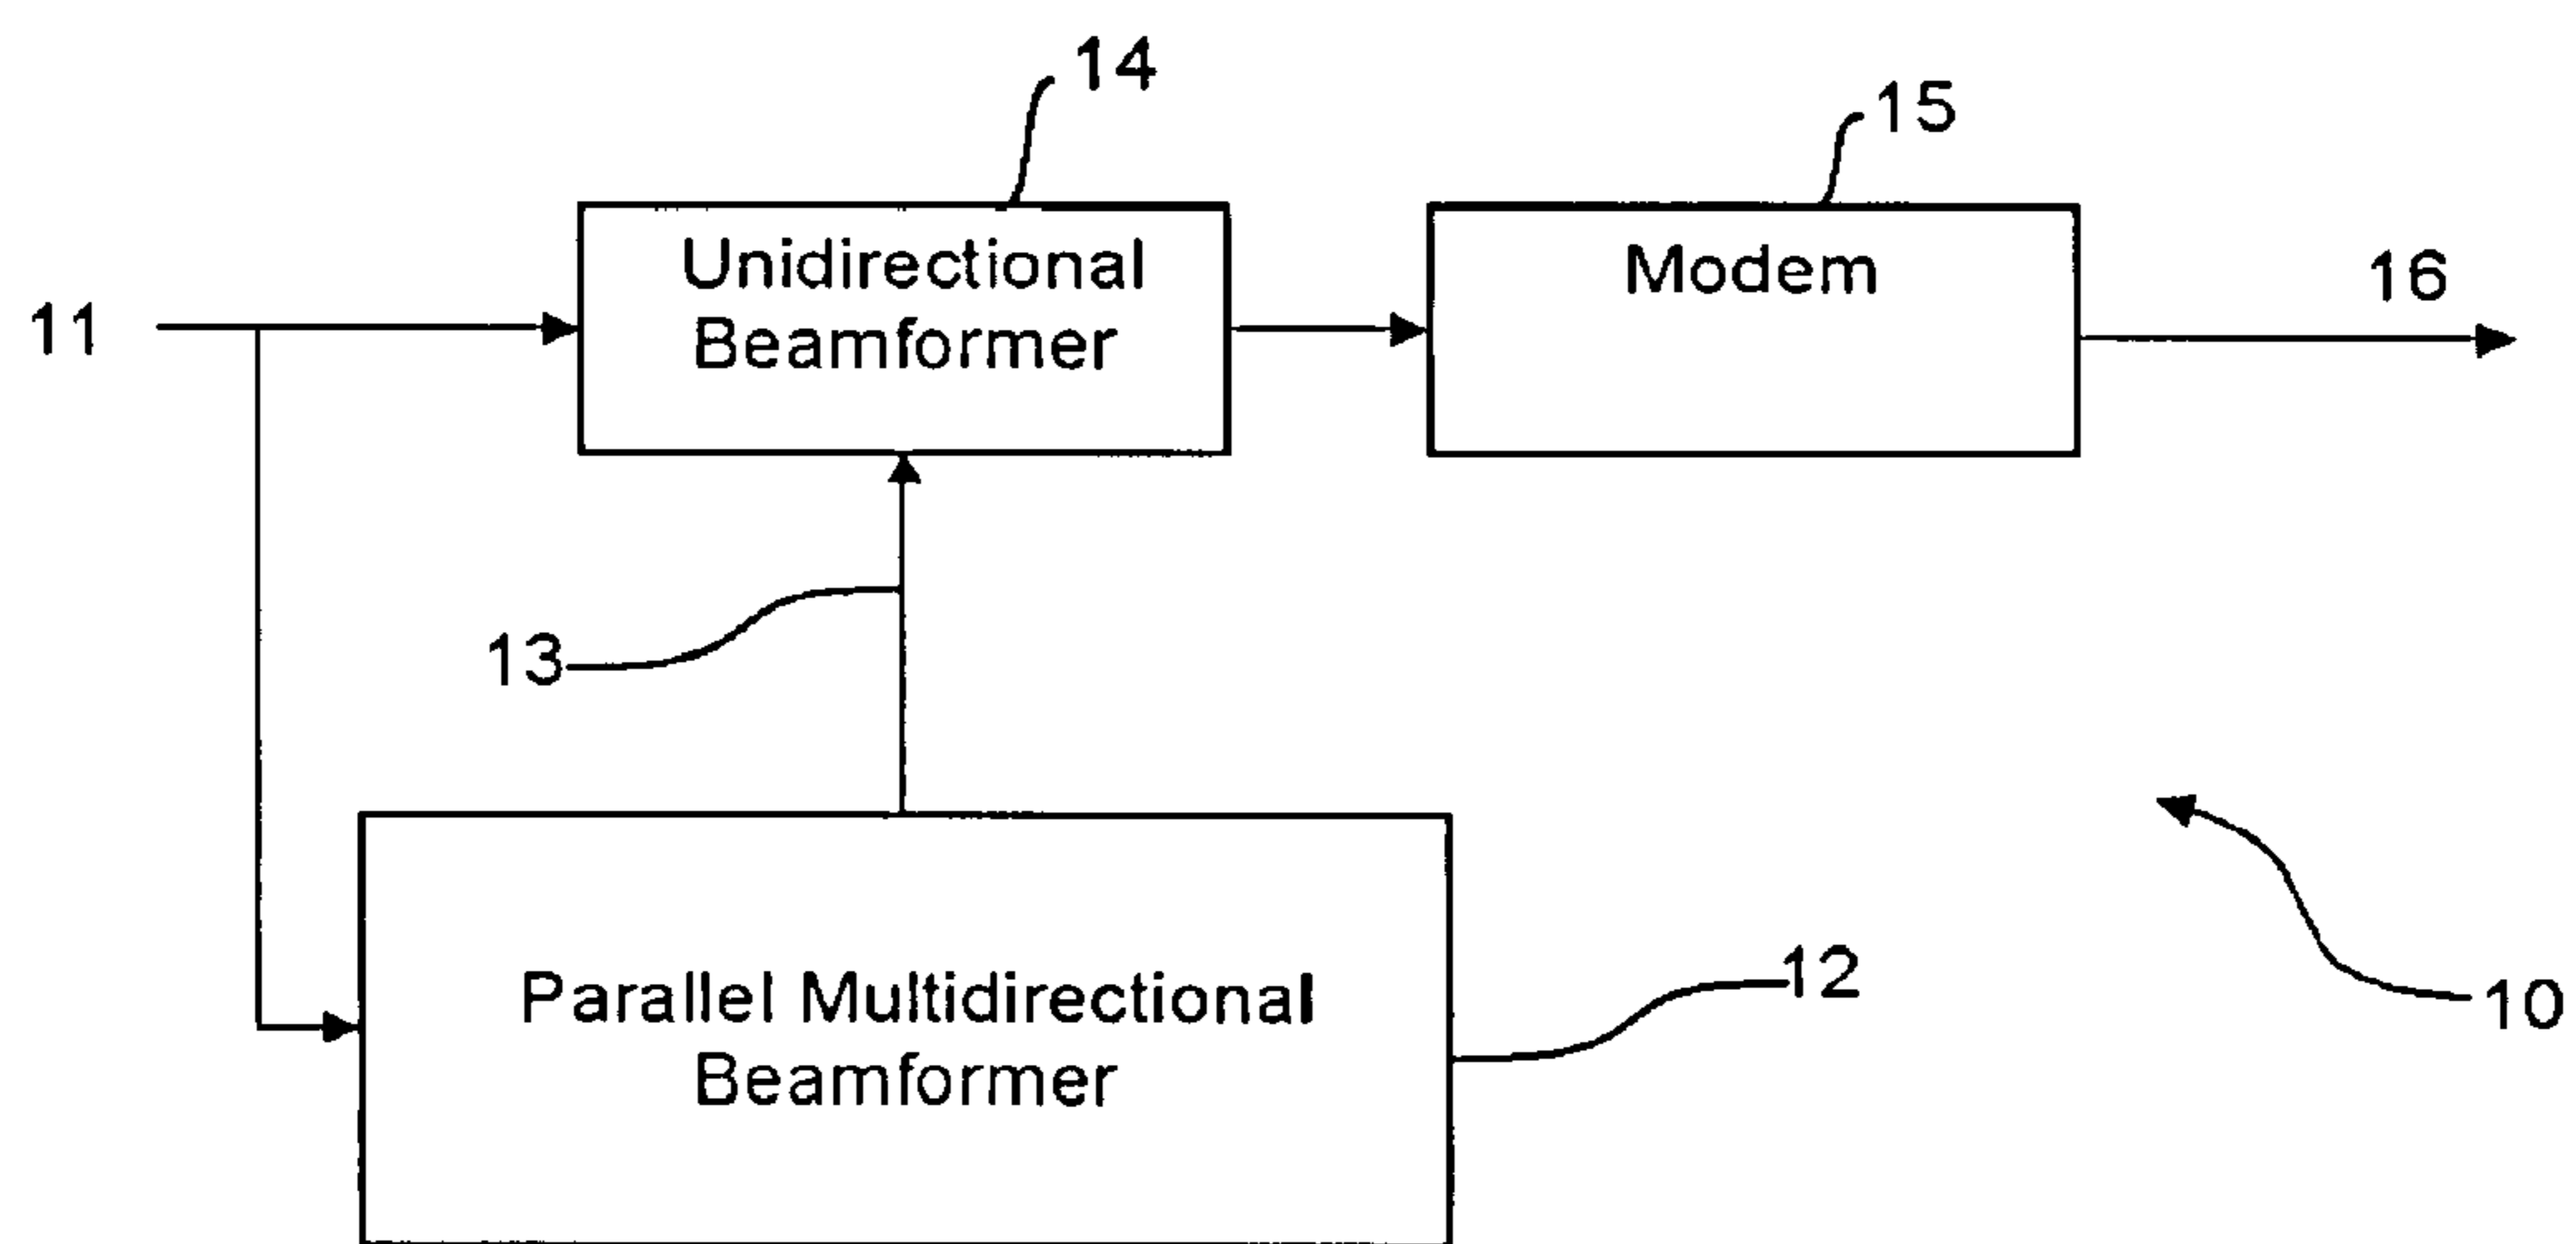 14
15
Unidirectional
Beamformer
Modem
16
11
13
Parallel Multidirectional
Beamformer
12
10